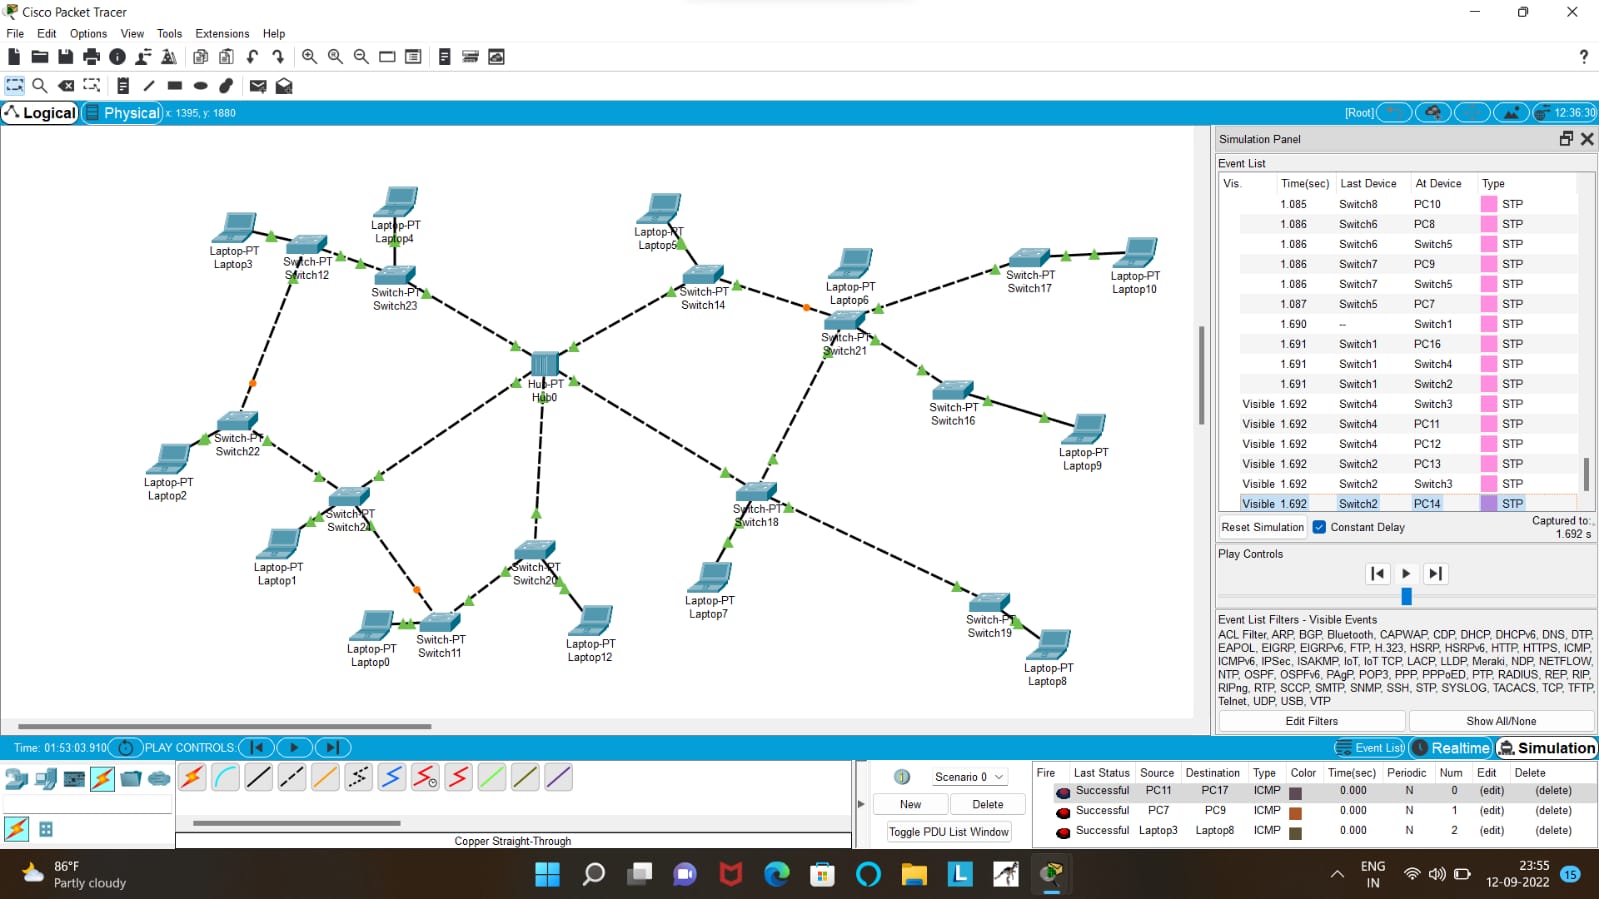 Cisco Packet Tracer
File Edit Options View Tools Extensions Help
?
Logical Physical x: 1395, y: 1880
[Root] 12:36:30
Laptop-PT
Laptop3
Switch-PT
Switch12
Laptop-PT
Laptop4
Switch-PT
Switch23
Laptop-PT
Laptop5
Switch-PT
Switch14
Laptop-PT
Laptop6
Switch-PT
Switch21
Switch-PT
Switch17
Laptop-PT
Laptop10
Hub-PT
Hub0
Switch-PT
Switch16
Laptop-PT
Laptop9
Switch-PT
Switch22
Laptop-PT
Laptop2
Switch-PT
Switch24
Laptop-PT
Laptop1
Switch-PT
Switch18
Laptop-PT
Laptop7
Switch-PT
Switch20
Laptop-PT
Laptop12
Laptop-PT
Laptop0
Switch-PT
Switch11
Switch-PT
Switch19
Laptop-PT
Laptop8
Simulation Panel
Event List
Vis. Time(sec) Last Device At Device Type
1.085 Switch8 PC10 STP
1.086 Switch6 PC8 STP
1.086 Switch6 Switch5 STP
1.086 Switch7 PC9 STP
1.086 Switch7 Switch5 STP
1.087 Switch5 PC7 STP
1.690 -- Switch1 STP
1.691 Switch1 PC16 STP
1.691 Switch1 Switch4 STP
1.691 Switch1 Switch2 STP
Visible 1.692 Switch4 Switch3 STP
Visible 1.692 Switch4 PC11 STP
Visible 1.692 Switch4 PC12 STP
Visible 1.692 Switch2 PC13 STP
Visible 1.692 Switch2 Switch3 STP
Visible 1.692 Switch2 PC14 STP
Reset Simulation Constant Delay Captured to:
1.692 s
Play Controls
Event List Filters - Visible Events
ACL Filter, ARP, BGP, Bluetooth, CAPWAP, CDP, DHCP, DHCPv6, DNS, DTP,
EAPOL, EIGRP, EIGRPv6, FTP, H.323, HSRP, HSRPv6, HTTP, HTTPS, ICMP,
ICMPv6, IPSec, ISAKMP, IoT, IoT TCP, LACP, LLDP, Meraki, NDP, NETFLOW,
NTP, OSPF, OSPFv6, PAgP, POP3, PPP, PPPoED, PTP, RADIUS, REP, RIP,
RIPng, RTP, SCCP, SMTP, SNMP, SSH, STP, SYSLOG, TACACS, TCP, TFTP,
Telnet, UDP, USB, VTP
Edit Filters Show All/None
Time: 01:53:03.910 PLAY CONTROLS: Event List Realtime Simulation
Scenario 0
New Delete
Toggle PDU List Window
Fire Last Status Source Destination Type Color Time(sec) Periodic Num Edit Delete
Successful PC11 PC17 ICMP 0.000 N 0 (edit) (delete)
Successful PC7 PC9 ICMP 0.000 N 1 (edit) (delete)
Successful Laptop3 Laptop8 ICMP 0.000 N 2 (edit) (delete)
Copper Straight-Through
86°F
Partly cloudy
L
ENG
IN
23:55
12-09-2022
15